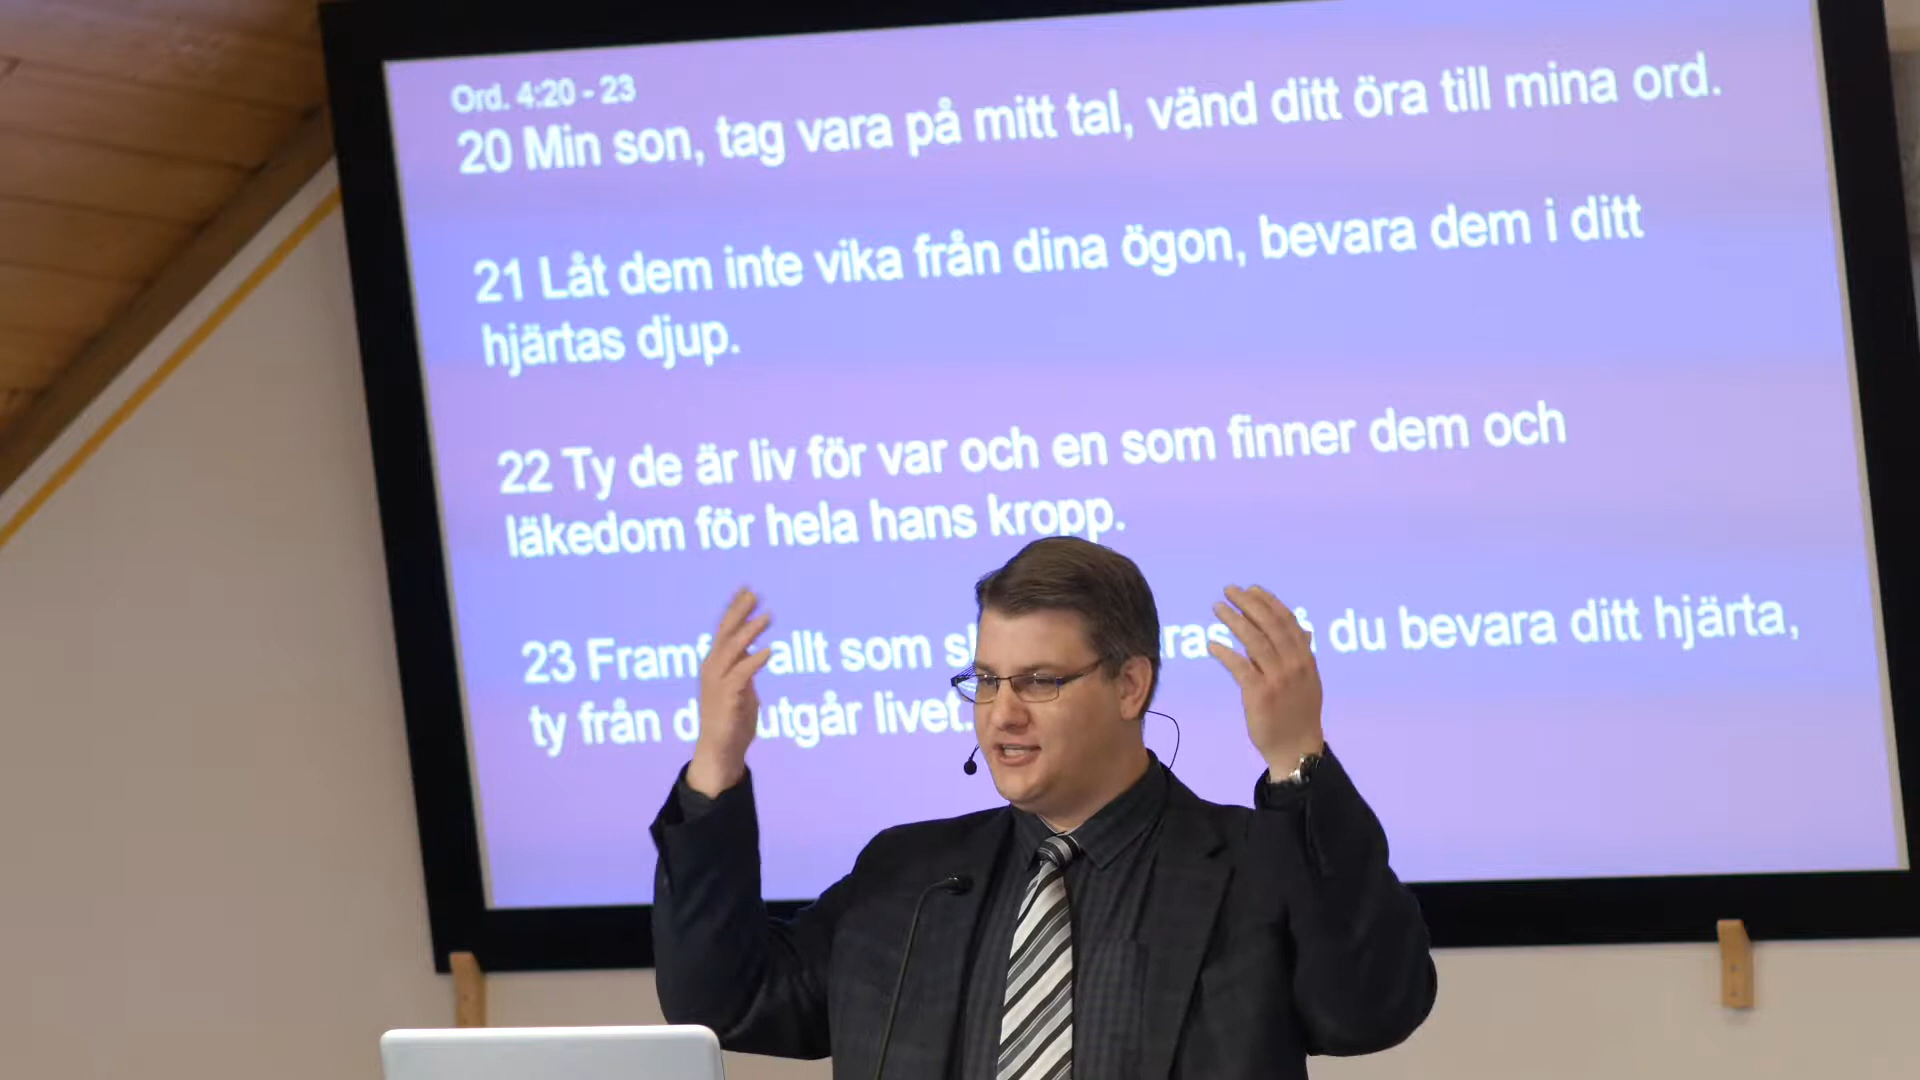 Ord. 4:20 - 23
20 Min son, tag vara på mitt tal, vänd ditt öra till mina ord.
21 Låt dem inte vika från dina ögon, bevara dem i ditt
hjärtas djup.
22 Ty de är liv för var och en som finner dem och
läkedom för hela hans kropp.
23 allt som du bevara ditt hjärta,
ty från utgår livet.